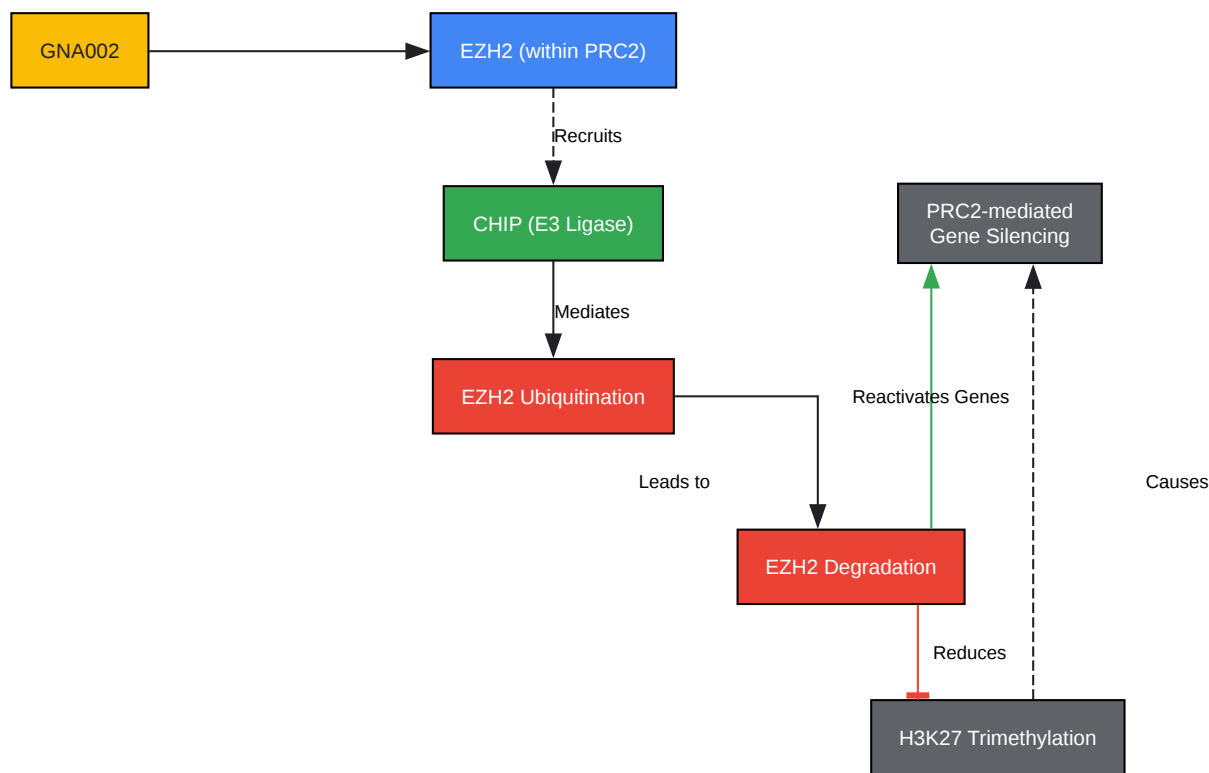 GNA002
EZH2 (within PRC2)
Recruits
CHIP (E3 Ligase)
PRC2-mediated
Gene Silencing
Mediates
EZH2 Ubiquitination
Reactivates Genes
Leads to
Causes
EZH2 Degradation
Reduces
H3K27 Trimethylation